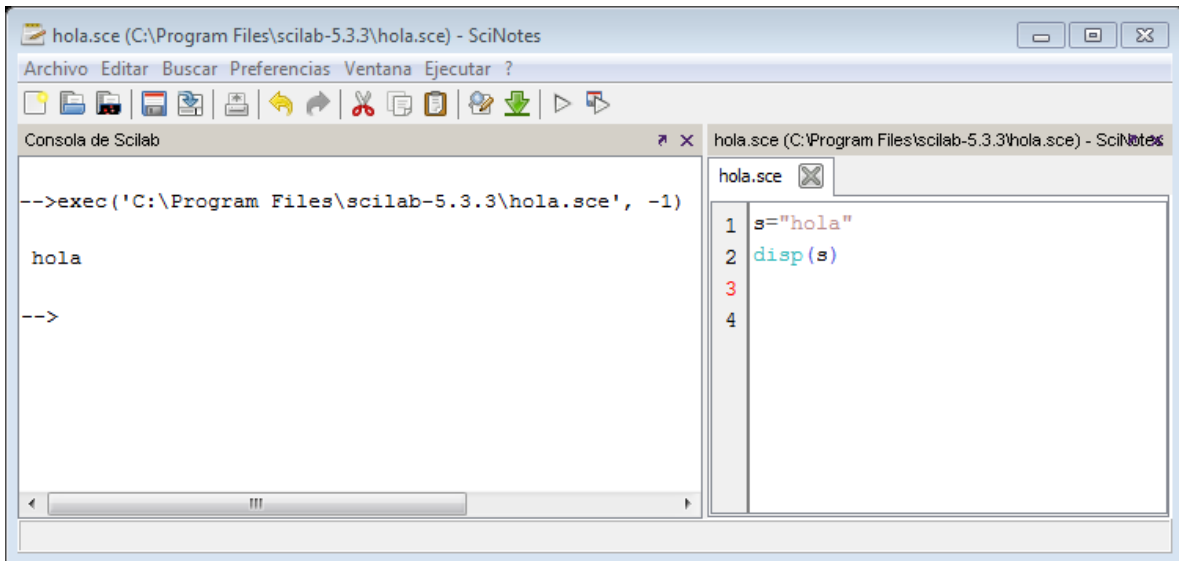 hola.sce (C:\Program Files\scilab-5.3.3\hola.sce) - SciNotes
Archivo Editar Buscar Preferencias Ventana Ejecutar ?
Consola de Scilab
-->exec('C:\Program Files\scilab-5.3.3\hola.sce', -1)
hola
-->
hola.sce (C:\Program Files\scilab-5.3.3\hola.sce) - SciNotes
hola.sce
1 s="hola"
2 disp(s)
3
4